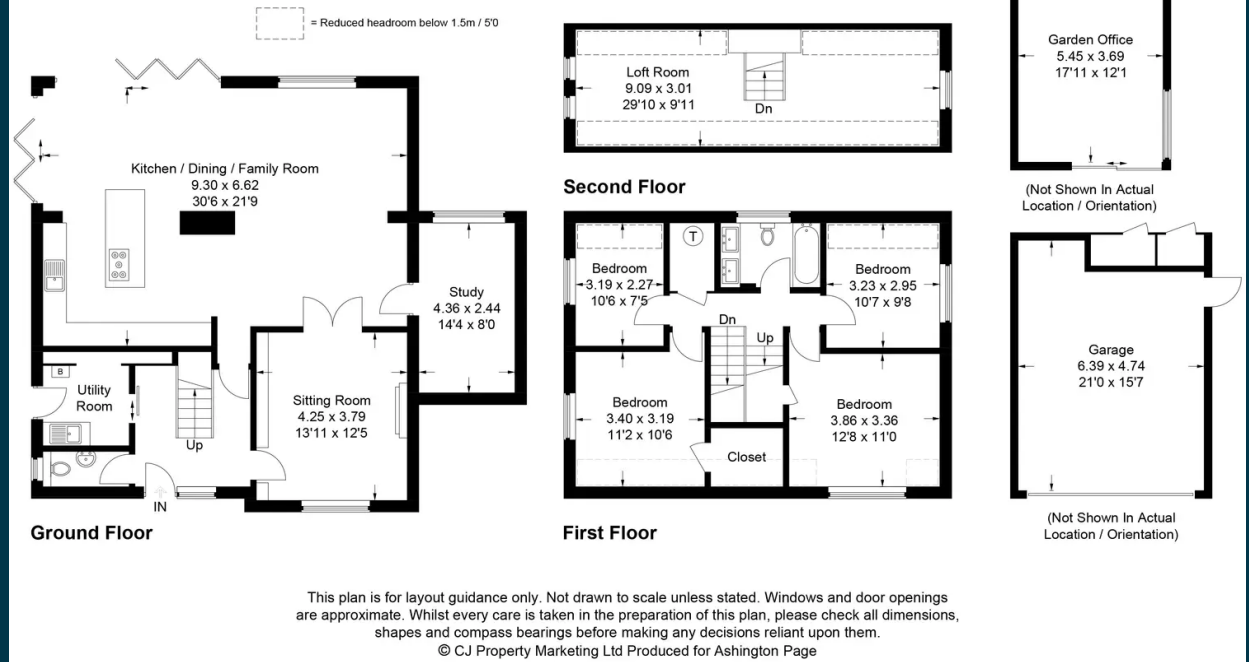 = Reduced headroom below 1.5m / 5'0
Kitchen / Dining / Family Room
9.30 x 6.62
30'6 x 21'9
Study
4.36 x 2.44
14'4 x 8'0
B
Utility
Room
Sitting Room
4.25 x 3.79
13'11 x 12'5
Up
IN
Ground Floor
Loft Room
9.09 x 3.01
29'10 x 9'11
Dn
Second Floor
T
Bedroom
3.19 x 2.27
10'6 x 7'5
Bedroom
3.23 x 2.95
10'7 x 9'8
Dn
Up
Bedroom
3.40 x 3.19
11'2 x 10'6
Bedroom
3.86 x 3.36
12'8 x 11'0
Closet
First Floor
Garden Office
5.45 x 3.69
17'11 x 12'1
(Not Shown In Actual
Location / Orientation)
Garage
6.39 x 4.74
21'0 x 15'7
(Not Shown In Actual
Location / Orientation)
This plan is for layout guidance only. Not drawn to scale unless stated. Windows and door openings
are approximate. Whilst every care is taken in the preparation of this plan, please check all dimensions,
shapes and compass bearings before making any decisions reliant upon them.
© CJ Property Marketing Ltd Produced for Ashington Page